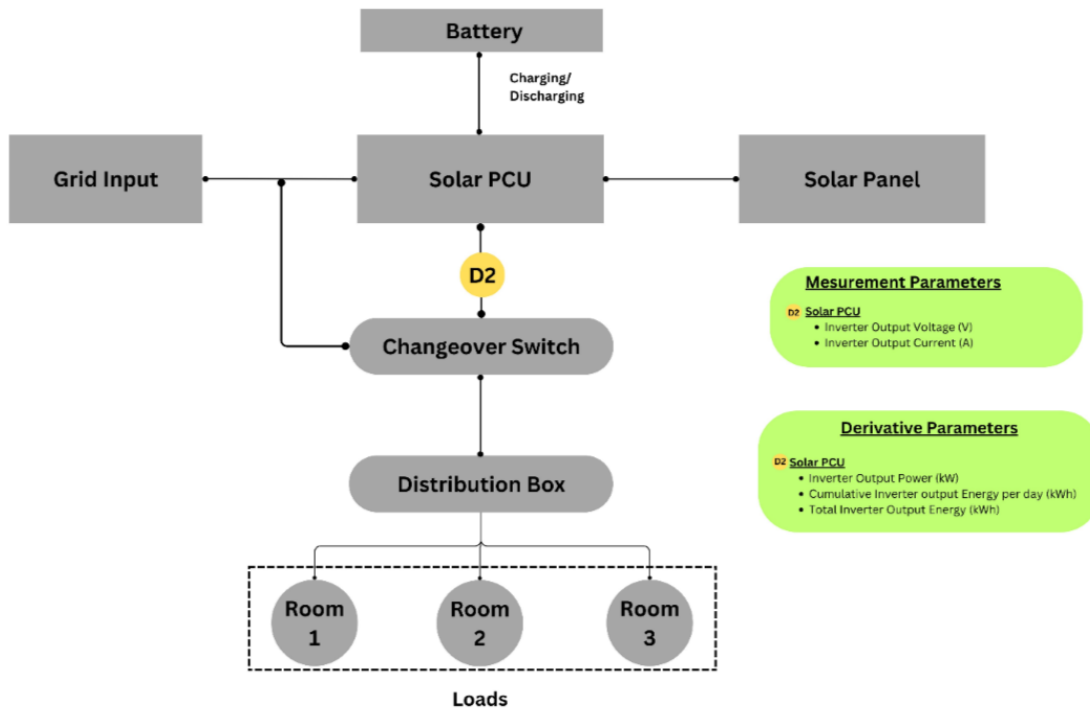 Battery
Charging/
Discharging
Grid Input
Solar PCU
Solar Panel
D2
Changeover Switch
Distribution Box
Room
1
Room
2
Room
3
Loads
Mesurement Parameters
D2 Solar PCU
• Inverter Output Voltage (V)
• Inverter Output Current (A)
Derivative Parameters
D2 Solar PCU
• Inverter Output Power (kW)
• Cumulative Inverter output Energy per day (kWh)
• Total Inverter Output Energy (kWh)